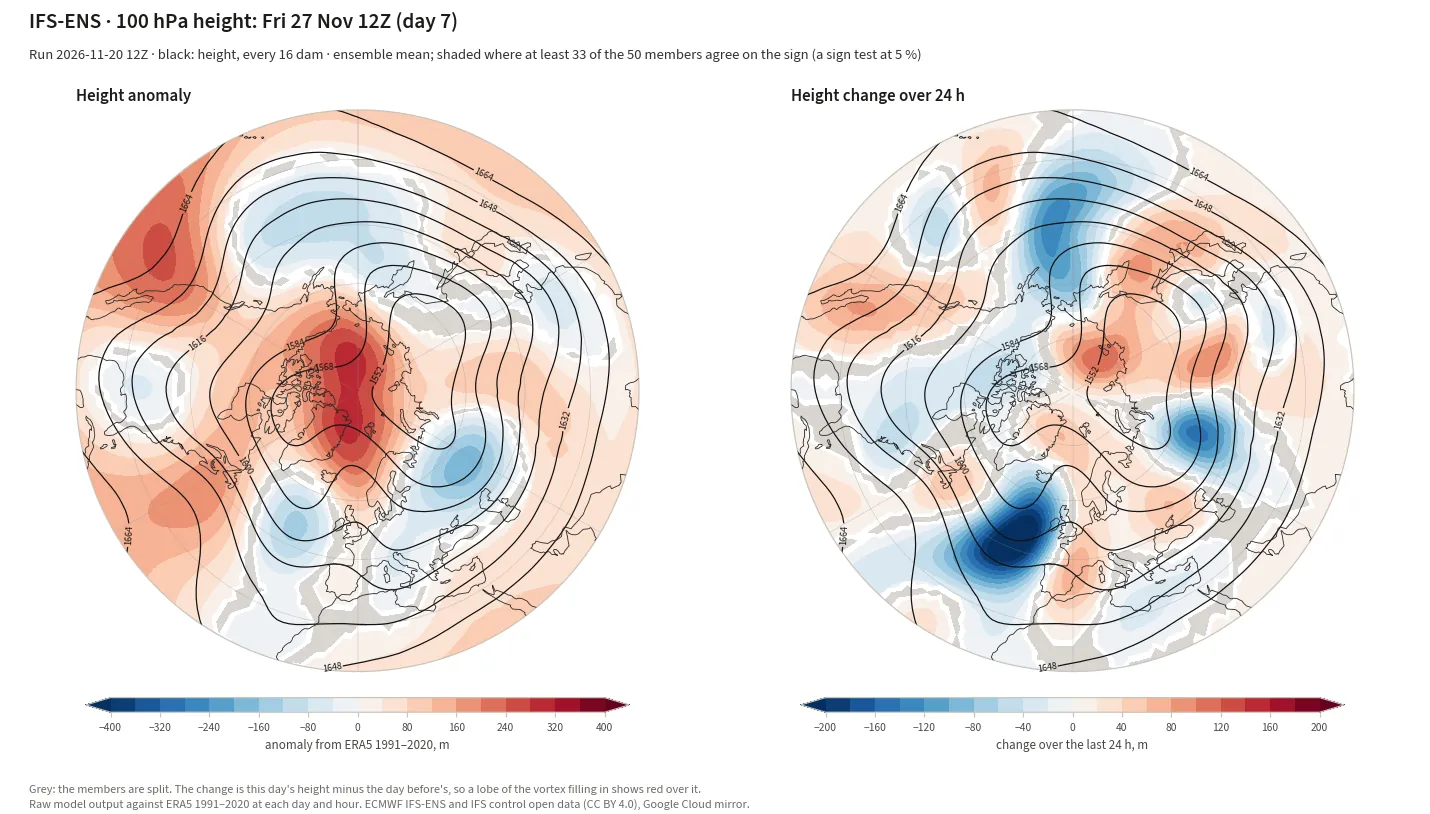 IFS-ENS · 100 hPa height: Fri 27 Nov 12Z (day 7)
Run 2026-11-20 12Z · black: height, every 16 dam · ensemble mean; shaded where at least 33 of the 50 members agree on the sign (a sign test at 5 %)
Height anomaly
Height change over 24 h
1664
1648
1664
1616
1584
1568
1552
1632
1600
1664
1648
1664
1648
1664
1616
1584
1568
1552
1632
1600
1664
1648
−400 −320 −240 −160 −80 0 80 160 240 320 400
anomaly from ERA5 1991–2020, m
−200 −160 −120 −80 −40 0 40 80 120 160 200
change over the last 24 h, m
Grey: the members are split. The change is this day's height minus the day before's, so a lobe of the vortex filling in shows red over it.
Raw model output against ERA5 1991–2020 at each day and hour. ECMWF IFS-ENS and IFS control open data (CC BY 4.0), Google Cloud mirror.